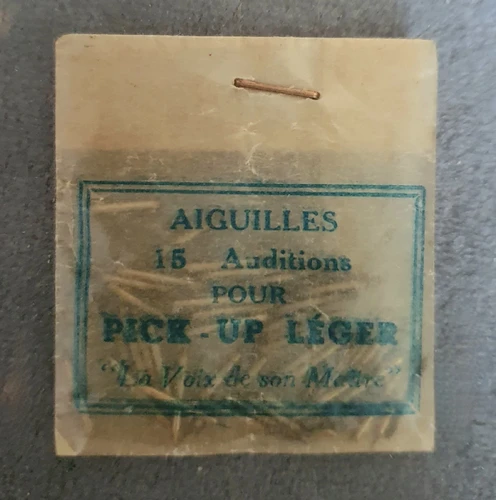 AIGUILLES
15 Auditions
POUR
PICK-UP LÉGER
"La Voix de son Maître"